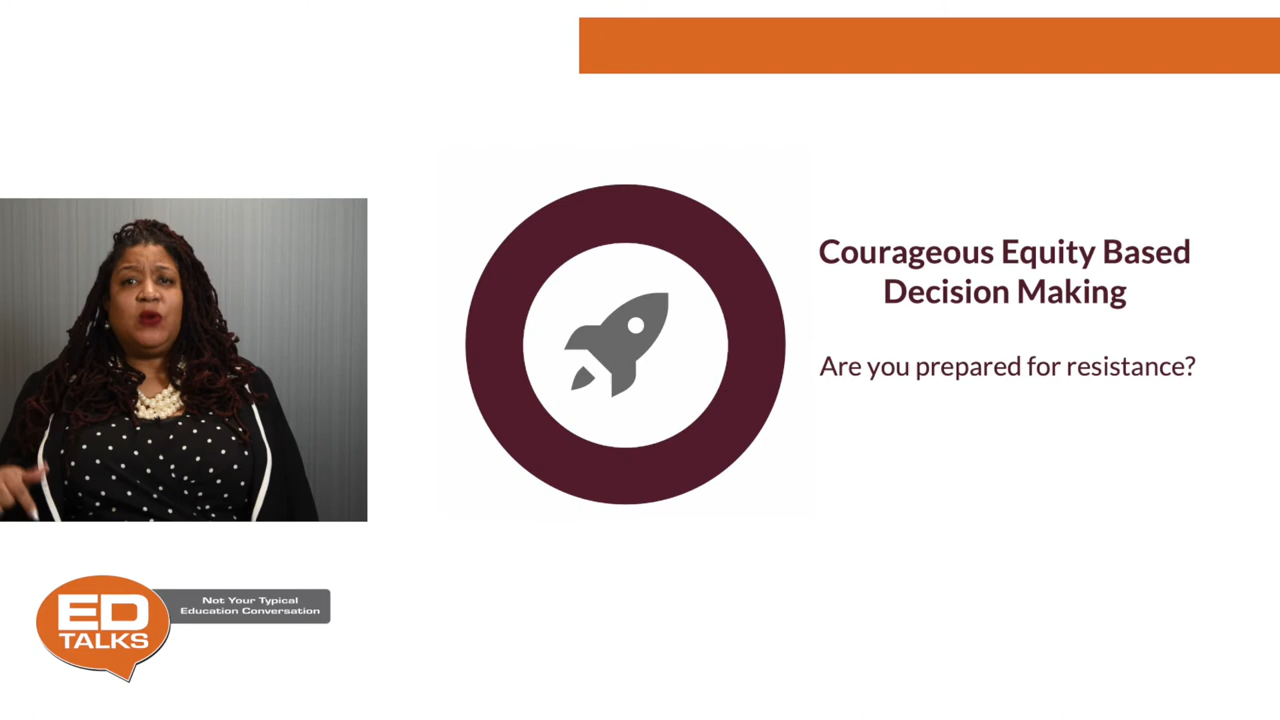 Courageous Equity Based
Decision Making
Are you prepared for resistance?
ED
TALKS
Not Your Typical
Education Conversation